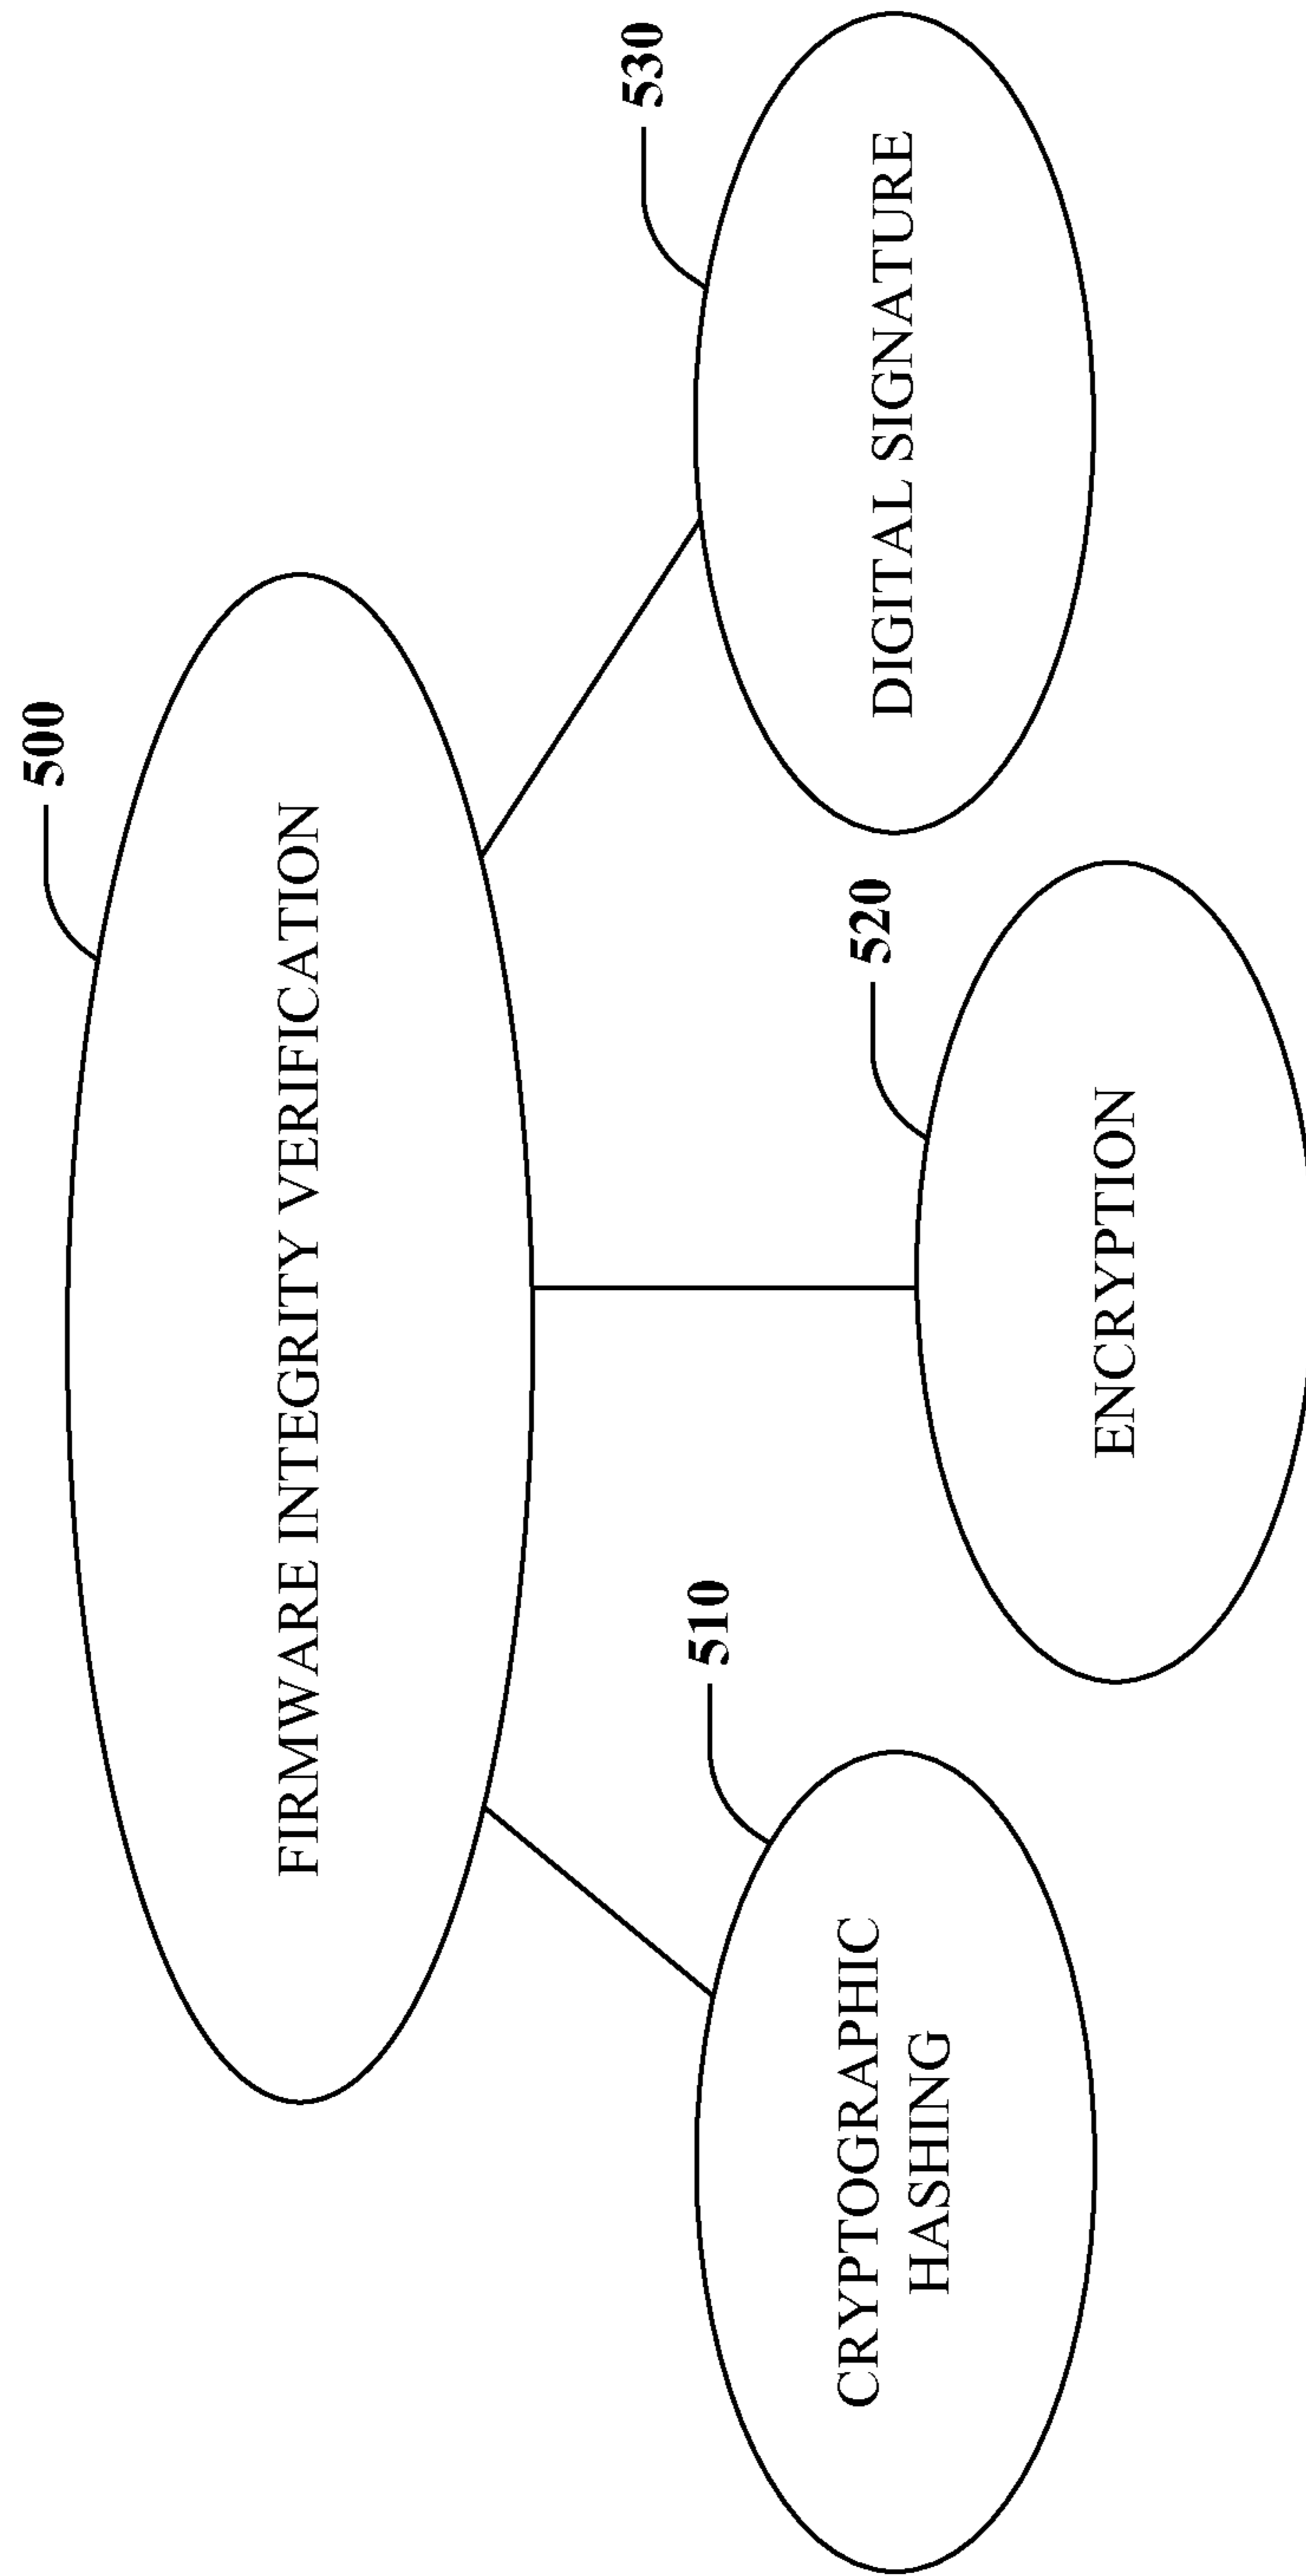 500
FIRMWARE INTEGRITY VERIFICATION
510
CRYPTOGRAPHIC
HASHING
520
ENCRYPTION
530
DIGITAL SIGNATURE